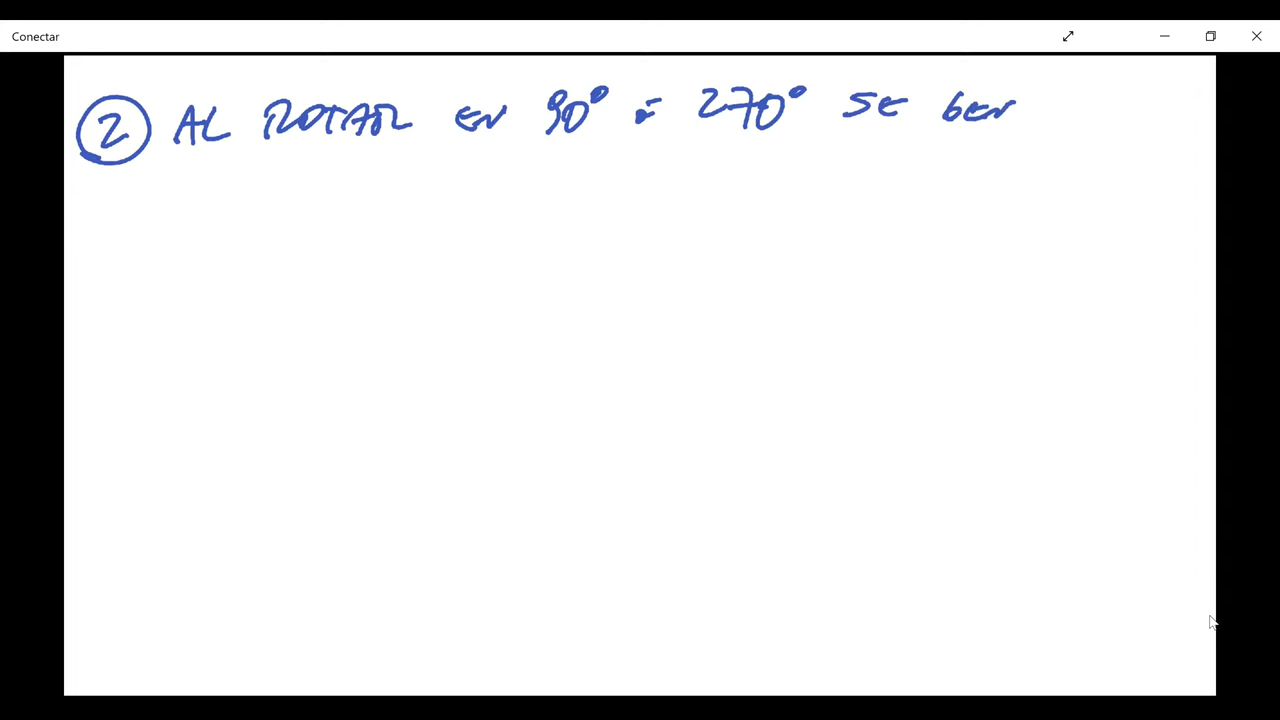 Conectar
② AL ROTAR EN 90° ó 270° SE GEN